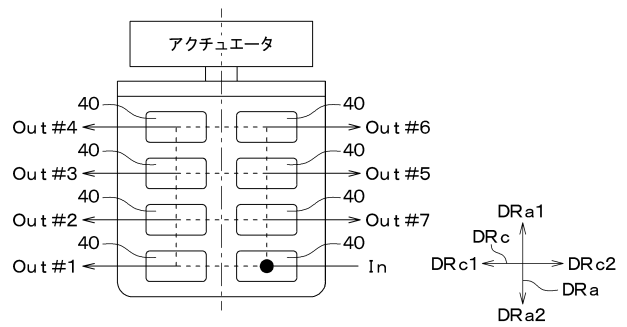 アクチュエータ
40 40
Out #4 Out #6
40 40
Out #3 Out #5
40 40
Out #2 Out #7
40 40
Out #1 In
DRa1
DRc
DRc1 DRc2
DRa
DRa2